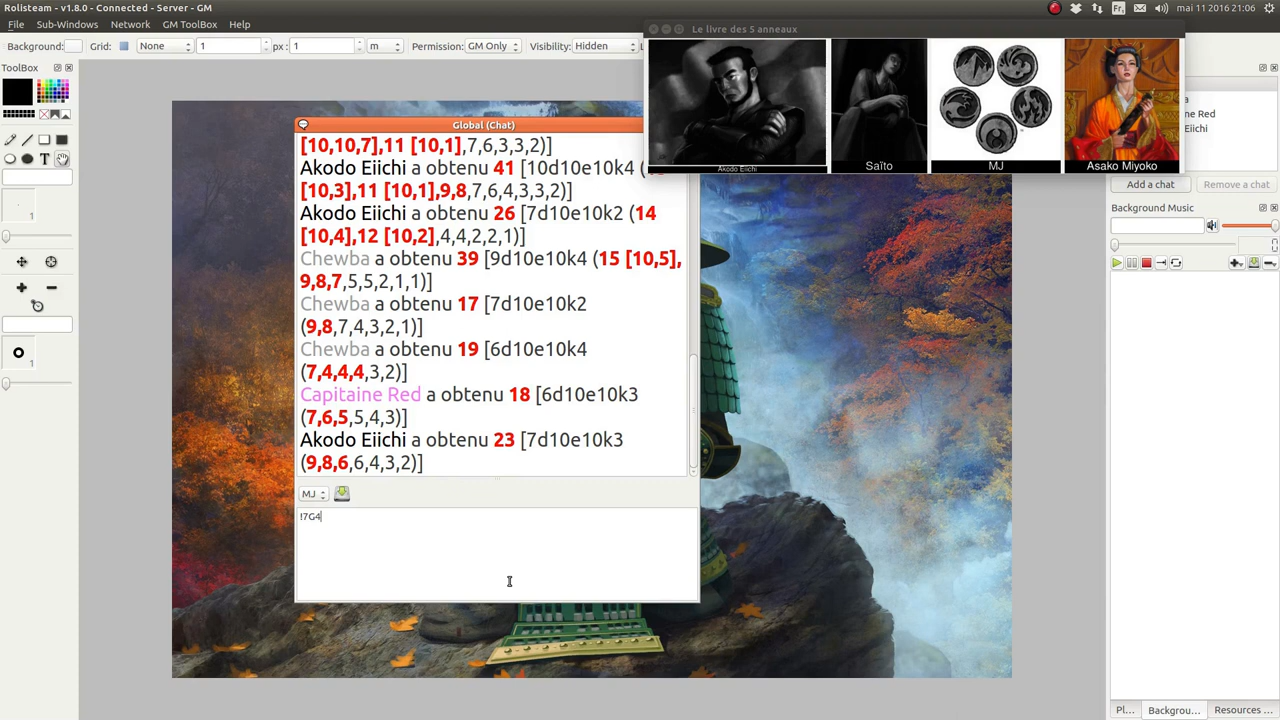 Rolisteam - v1.8.0 - Connected - Server - GM
Fr₁ mai 11 2016 21:06
File Sub-Windows Network GM ToolBox Help
Background: Grid: None 1 px : 1 m Permission: GM Only Visibility: Hidden
Le livre des 5 anneaux
Akodo Eiichi
Saïto
MJ
Asako Miyoko
ToolBox
1
1
Global (Chat)
[10,10,7],11 [10,1],7,6,3,3,2)]
Akodo Eiichi a obtenu 41 [10d10e10k4 (
[10,3],11 [10,1],9,8,7,6,4,3,3,2)]
Akodo Eiichi a obtenu 26 [7d10e10k2 (14
[10,4],12 [10,2],4,4,2,2,1)]
Chewba a obtenu 39 [9d10e10k4 (15 [10,5],
9,8,7,5,5,2,1,1)]
Chewba a obtenu 17 [7d10e10k2
(9,8,7,4,3,2,1)]
Chewba a obtenu 19 [6d10e10k4
(7,4,4,4,3,2)]
Capitaine Red a obtenu 18 [6d10e10k3
(7,6,5,5,4,3)]
Akodo Eiichi a obtenu 23 [7d10e10k3
(9,8,6,6,4,3,2)]
MJ
!7G4
a
ne Red
Eiichi
Add a chat Remove a chat
Background Music
Pl... Backgrou... Resources ...